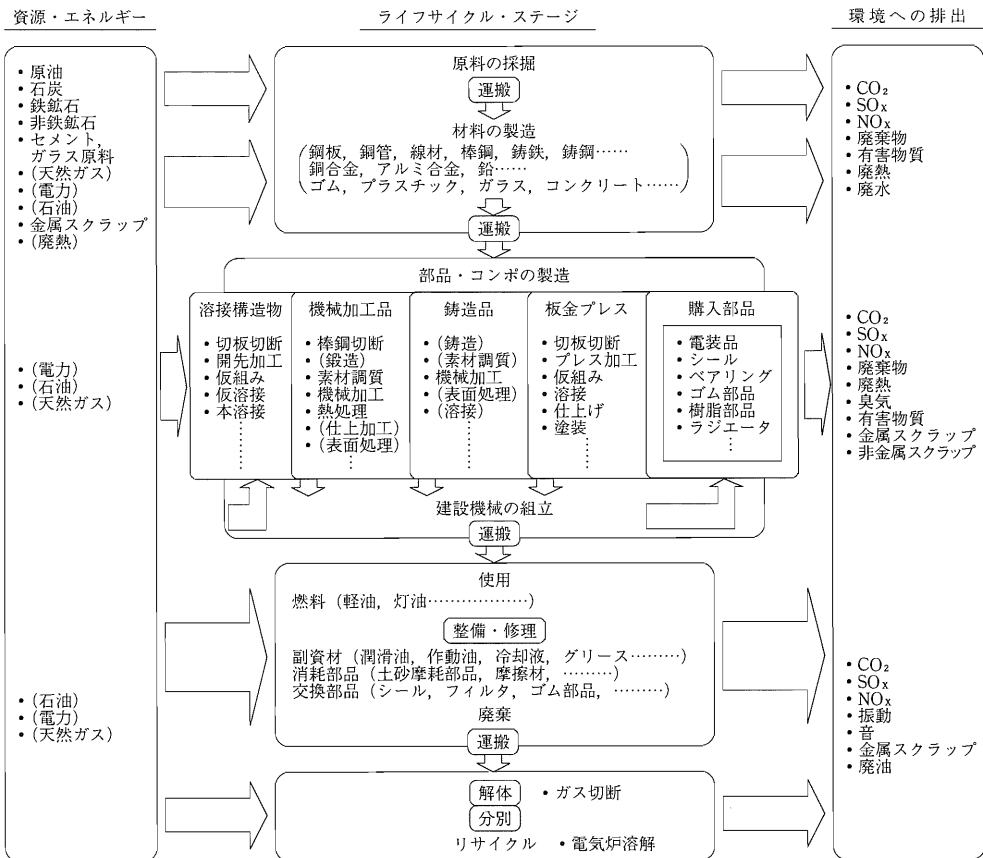 資源・エネルギー
ライフサイクル・ステージ
環境への排出
・原油
・石炭
・鉄鉱石
・非鉄鉱石
・セメント,
ガラス原料
・(天然ガス)
・(電力)
・(石油)
・金属スクラップ
・(廃熱)
・(電力)
・(石油)
・(天然ガス)
・(石油)
・(電力)
・(天然ガス)
原料の採掘
運搬
材料の製造
(鋼板, 鋼管, 線材, 棒鋼, 鋳鉄, 鋳鋼……
銅合金, アルミ合金, 鉛……
ゴム, プラスチック, ガラス, コンクリート……)
運搬
部品・コンポの製造
溶接構造物
・切板切断
・開先加工
・仮組み
・仮溶接
・本溶接
機械加工品
・棒鋼切断
・(鍛造)
・素材調質
・機械加工
・熱処理
・(仕上加工)
・(表面処理)
鋳造品
・(鋳造)
・(素材調質)
・機械加工
・(表面処理)
・(溶接)
板金プレス
・切板切断
・プレス加工
・仮組み
・溶接
・仕上げ
・塗装
購入部品
・電装品
・シール
・ベアリング
・ゴム部品
・樹脂部品
・ラジエータ
建設機械の組立
運搬
使用
燃料 (軽油, 灯油………………)
整備・修理
副資材 (潤滑油, 作動油, 冷却液, グリース………)
消耗部品 (土砂摩耗部品, 摩擦材, ………)
交換部品 (シール, フィルタ, ゴム部品, ………)
廃棄
運搬
解体 ・ガス切断
分別
リサイクル ・電気炉溶解
・CO₂
・SOx
・NOx
・廃棄物
・有害物質
・廃熱
・廃水
・CO₂
・SOx
・NOx
・廃棄物
・廃熱
・臭気
・有害物質
・金属スクラップ
・非金属スクラップ
・CO₂
・SOx
・NOx
・振動
・音
・金属スクラップ
・廃油